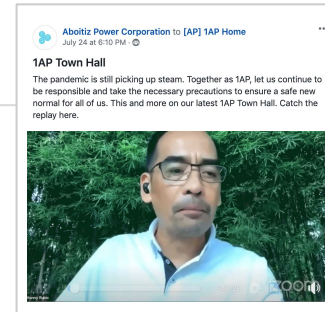 Aboitiz Power Corporation to [AP] 1AP Home
July 24 at 6:10 PM ·
1AP Town Hall
The pandemic is still picking up steam. Together as 1AP, let us continue to
be responsible and take the necessary precautions to ensure a safe new
normal for all of us. This and more on our latest 1AP Town Hall. Catch the
replay here.
zoom